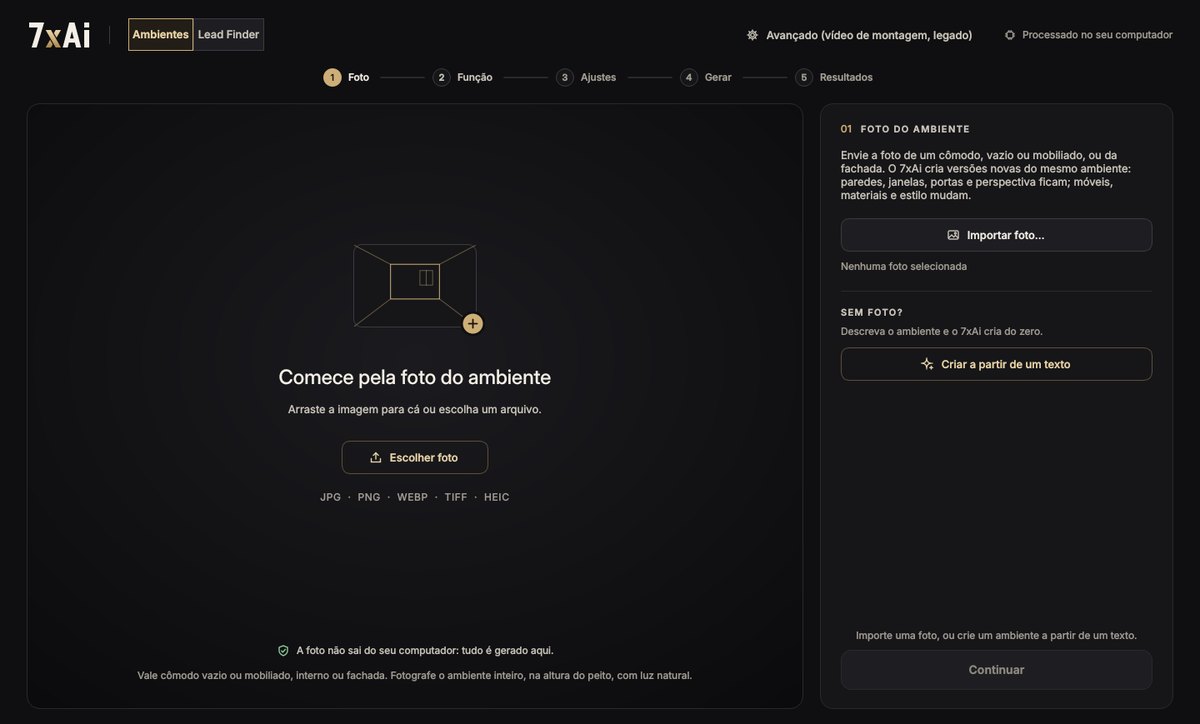 7xAi
Ambientes
Lead Finder
Avançado (vídeo de montagem, legado)
Processado no seu computador
1 Foto
2 Função
3 Ajustes
4 Gerar
5 Resultados
Comece pela foto do ambiente
Arraste a imagem para cá ou escolha um arquivo.
Escolher foto
JPG · PNG · WEBP · TIFF · HEIC
A foto não sai do seu computador: tudo é gerado aqui.
Vale cômodo vazio ou mobiliado, interno ou fachada. Fotografe o ambiente inteiro, na altura do peito, com luz natural.
01 FOTO DO AMBIENTE
Envie a foto de um cômodo, vazio ou mobiliado, ou da
fachada. O 7xAi cria versões novas do mesmo ambiente:
paredes, janelas, portas e perspectiva ficam; móveis,
materiais e estilo mudam.
Importar foto...
Nenhuma foto selecionada
SEM FOTO?
Descreva o ambiente e o 7xAi cria do zero.
Criar a partir de um texto
Importe uma foto, ou crie um ambiente a partir de um texto.
Continuar